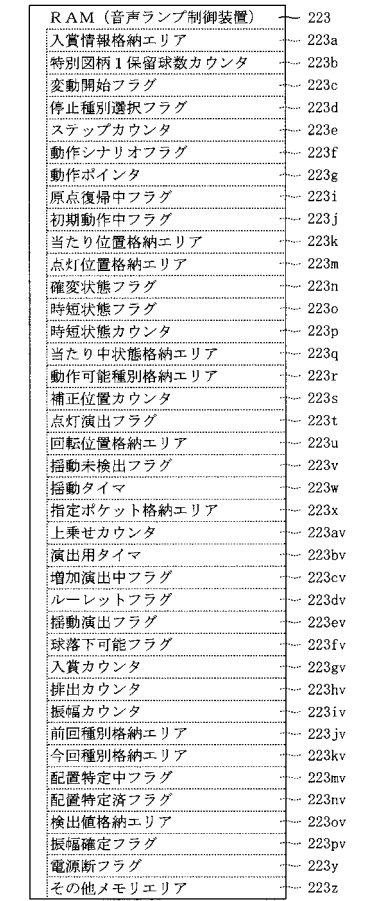 RAM(音声ランプ制御装置) 223
入賞情報格納エリア 223a
特別図柄1保留球数カウンタ 223b
変動開始フラグ 223c
停止種別選択フラグ 223d
ステップカウンタ 223e
動作シナリオフラグ 223f
動作ポインタ 223g
原点復帰中フラグ 223i
初期動作中フラグ 223j
当たり位置格納エリア 223k
点灯位置格納エリア 223m
確変状態フラグ 223n
時短状態フラグ 223o
時短状態カウンタ 223p
当たり中状態格納エリア 223q
動作可能種別格納エリア 223r
補正位置カウンタ 223s
点灯演出フラグ 223t
回転位置格納エリア 223u
揺動未検出フラグ 223v
揺動タイマ 223w
指定ポケット格納エリア 223x
上乗せカウンタ 223av
演出用タイマ 223bv
増加演出中フラグ 223cv
ルーレットフラグ 223dv
揺動演出フラグ 223ev
球落下可能フラグ 223fv
入賞カウンタ 223gv
排出カウンタ 223hv
振幅カウンタ 223iv
前回種別格納エリア 223jv
今回種別格納エリア 223kv
配置特定中フラグ 223mv
配置特定済フラグ 223nv
検出値格納エリア 223ov
振幅確定フラグ 223pv
電源断フラグ 223y
その他メモリエリア 223z